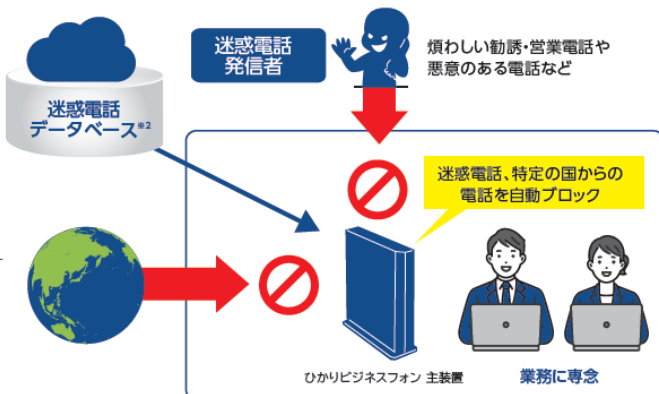 迷惑電話
発信者
煩わしい勧誘・営業電話や
悪意のある電話など
迷惑電話
データベース※2
迷惑電話、特定の国からの
電話を自動ブロック
ひかりビジネスフォン 主装置
業務に専念